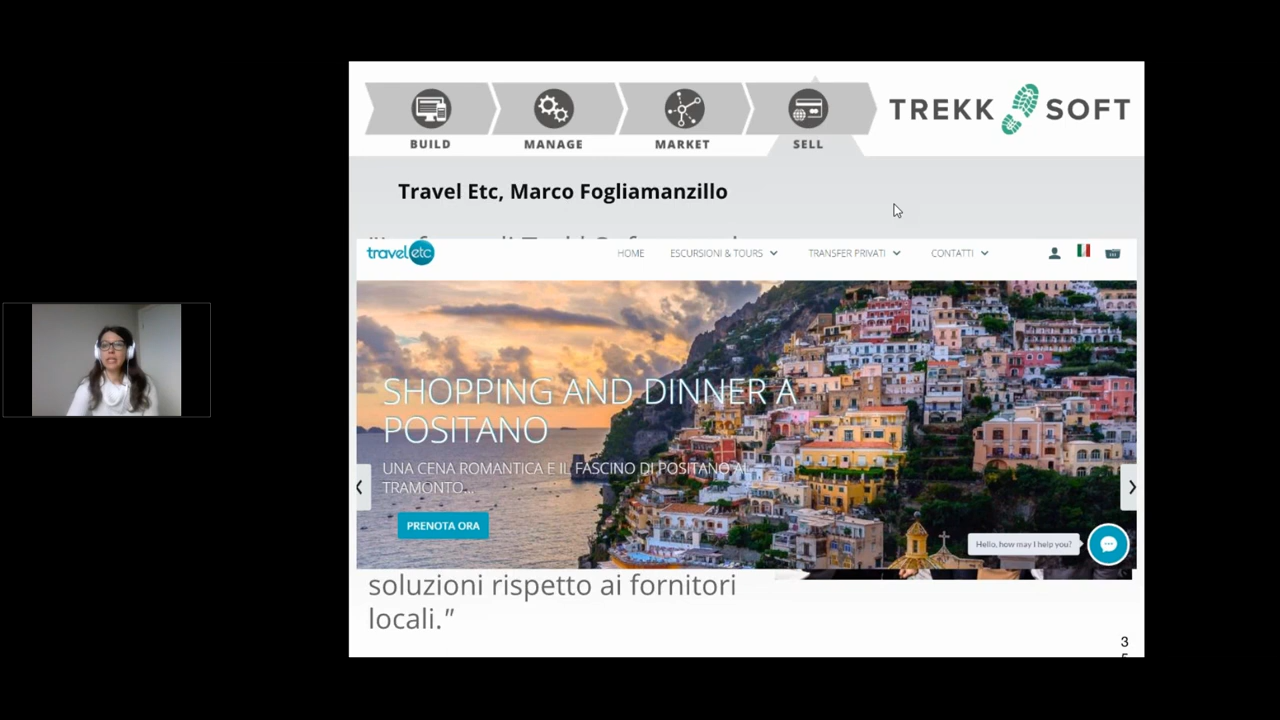 BUILD
MANAGE
MARKET
SELL
TREKK SOFT
Travel Etc, Marco Fogliamanzillo
travel etc
HOME
ESCURSIONI & TOURS
TRANSFER PRIVATI
CONTATTI
SHOPPING AND DINNER A
POSITANO
UNA CENA ROMANTICA E IL FASCINO DI POSITANO AL
TRAMONTO...
PRENOTA ORA
Hello, how may I help you?
soluzioni rispetto ai fornitori
locali.”
3